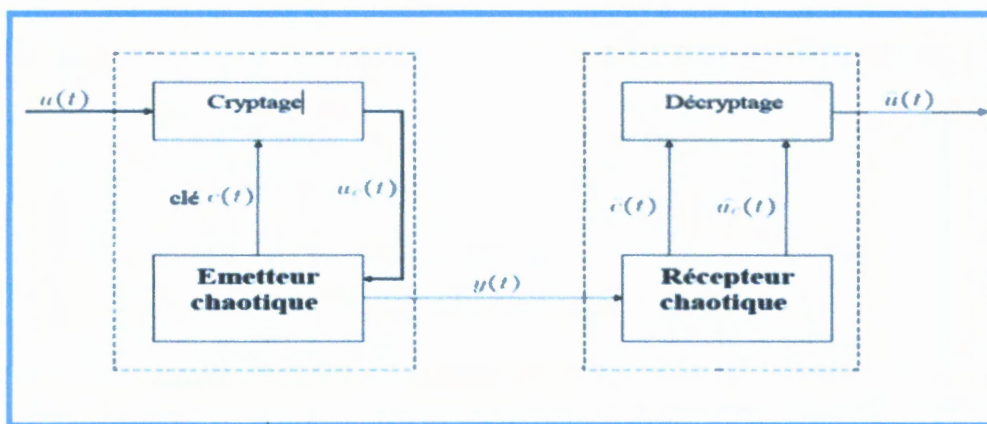 u(t)
Cryptage
clé c(t)
u_c(t)
Emetteur
chaotique
y(t)
Décryptage
û(t)
c(t)
û_c(t)
Récepteur
chaotique